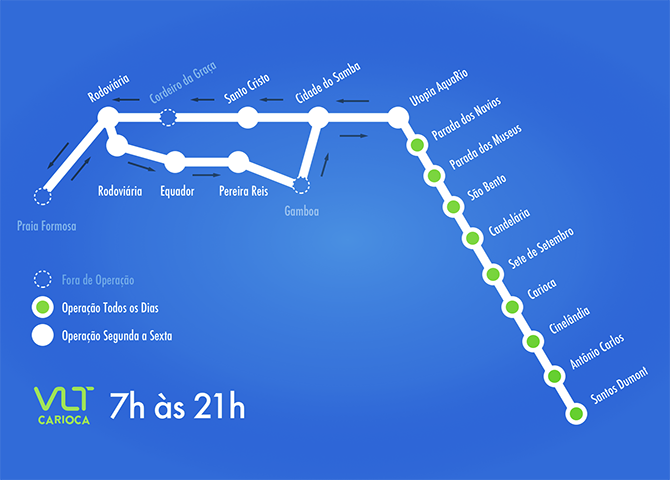 Rodoviária
Cordeiro da Graça
Santo Cristo
Cidade do Samba
Utopia AquaRio
Parada dos Navios
Parada dos Museus
São Bento
Candelária
Sete de Setembro
Carioca
Cinelândia
Antônio Carlos
Santos Dumont
Rodoviária
Equador
Pereira Reis
Gamboa
Praia Formosa
Fora de Operação
Operação Todos os Dias
Operação Segunda a Sexta
VLT
CARIOCA
7h às 21h